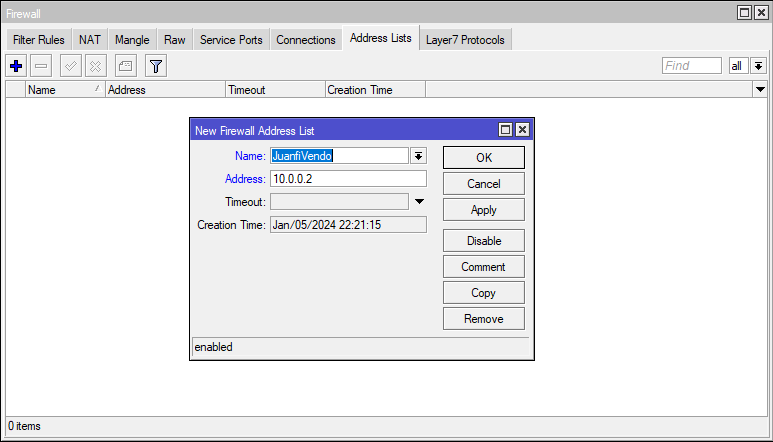 Firewall
Filter Rules NAT Mangle Raw Service Ports Connections Address Lists Layer7 Protocols
Find all
Name Address Timeout Creation Time
New Firewall Address List
Name: JuanfiVendo OK
Address: 10.0.0.2 Cancel
Timeout: Apply
Creation Time: Jan/05/2024 22:21:15
Disable
Comment
Copy
Remove
enabled
0 items